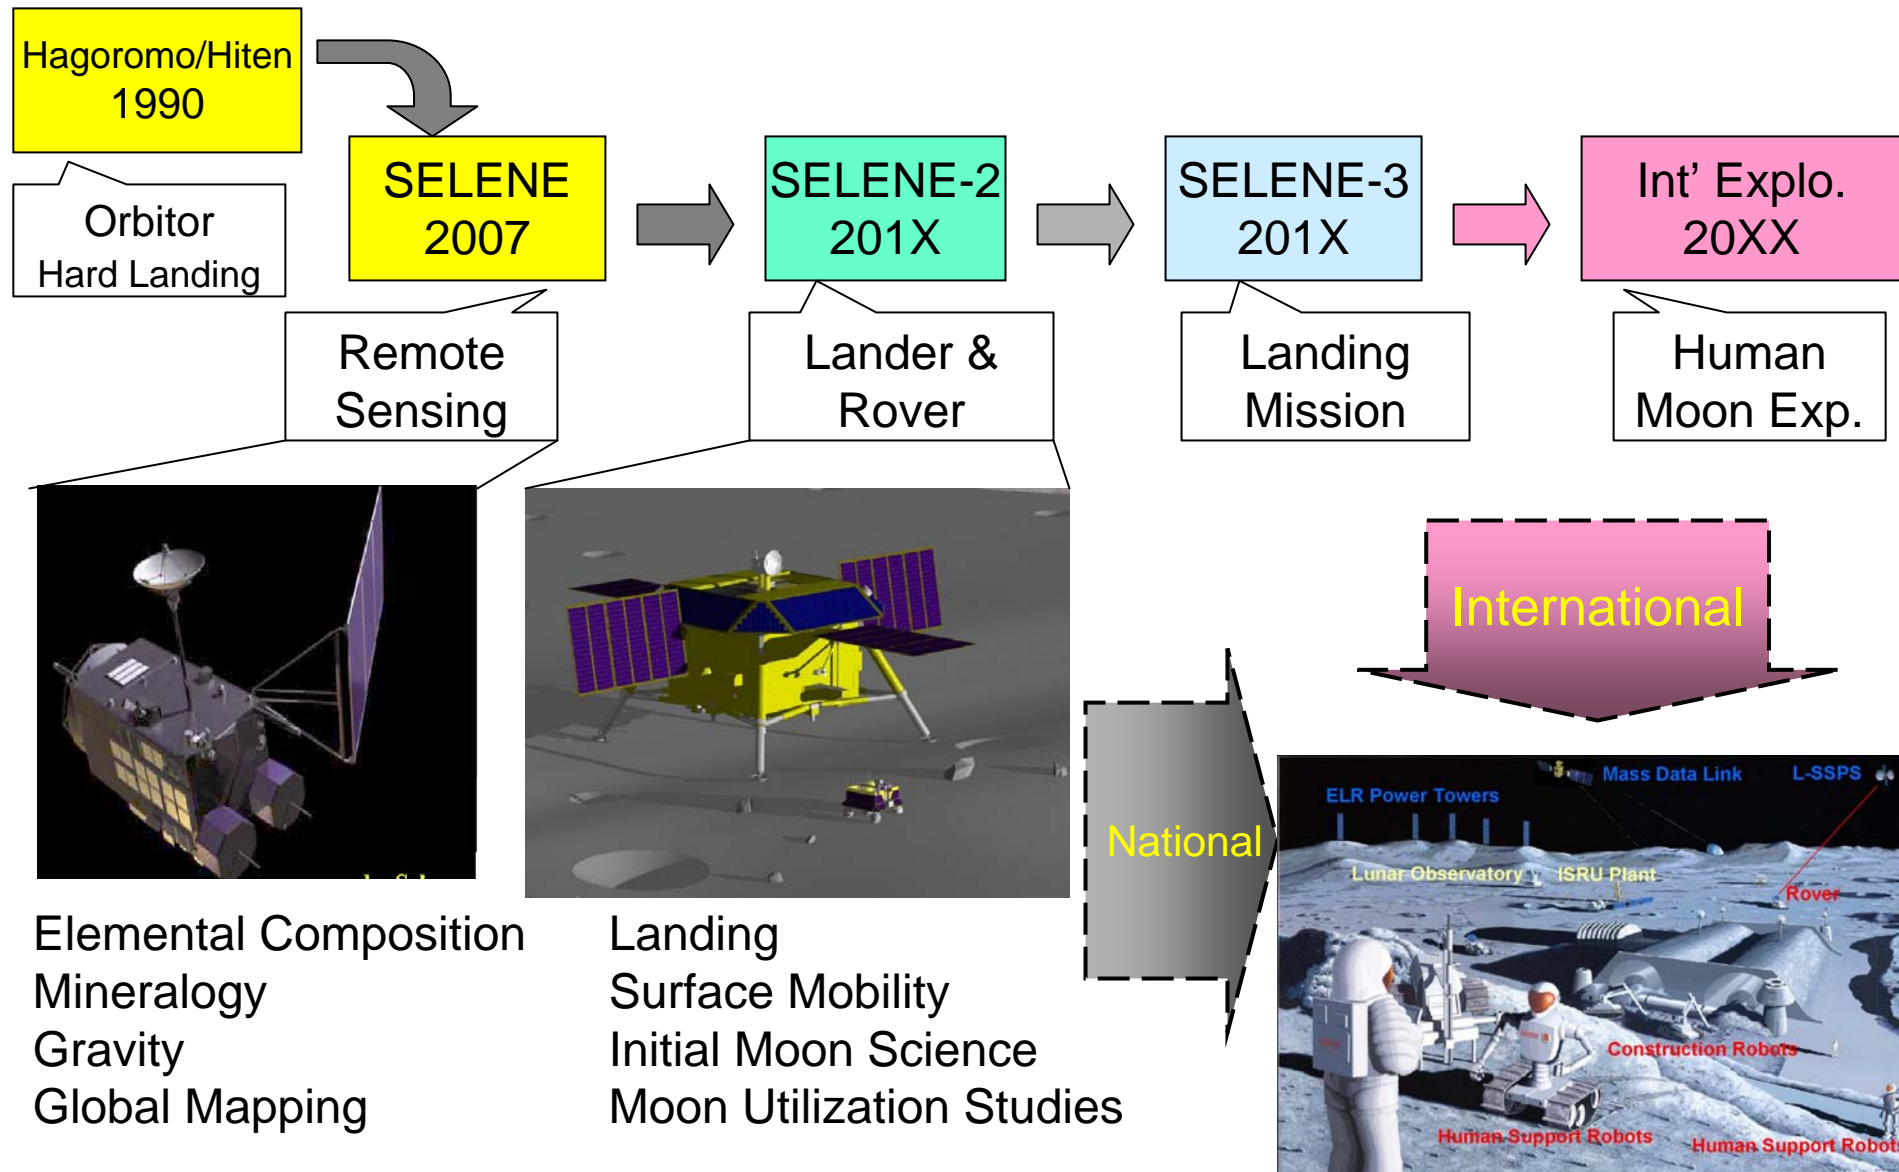 Hagoromo/Hiten
1990
Orbitor
Hard Landing
SELENE
2007
Remote
Sensing
SELENE-2
201X
Lander &
Rover
SELENE-3
201X
Landing
Mission
Int' Explo.
20XX
Human
Moon Exp.
Elemental Composition
Mineralogy
Gravity
Global Mapping
Landing
Surface Mobility
Initial Moon Science
Moon Utilization Studies
National
International
Mass Data Link
L-SSPS
ELR Power Towers
Lunar Observatory
ISRU Plant
Rover
Construction Robots
Human Support Robots
Human Support Robots